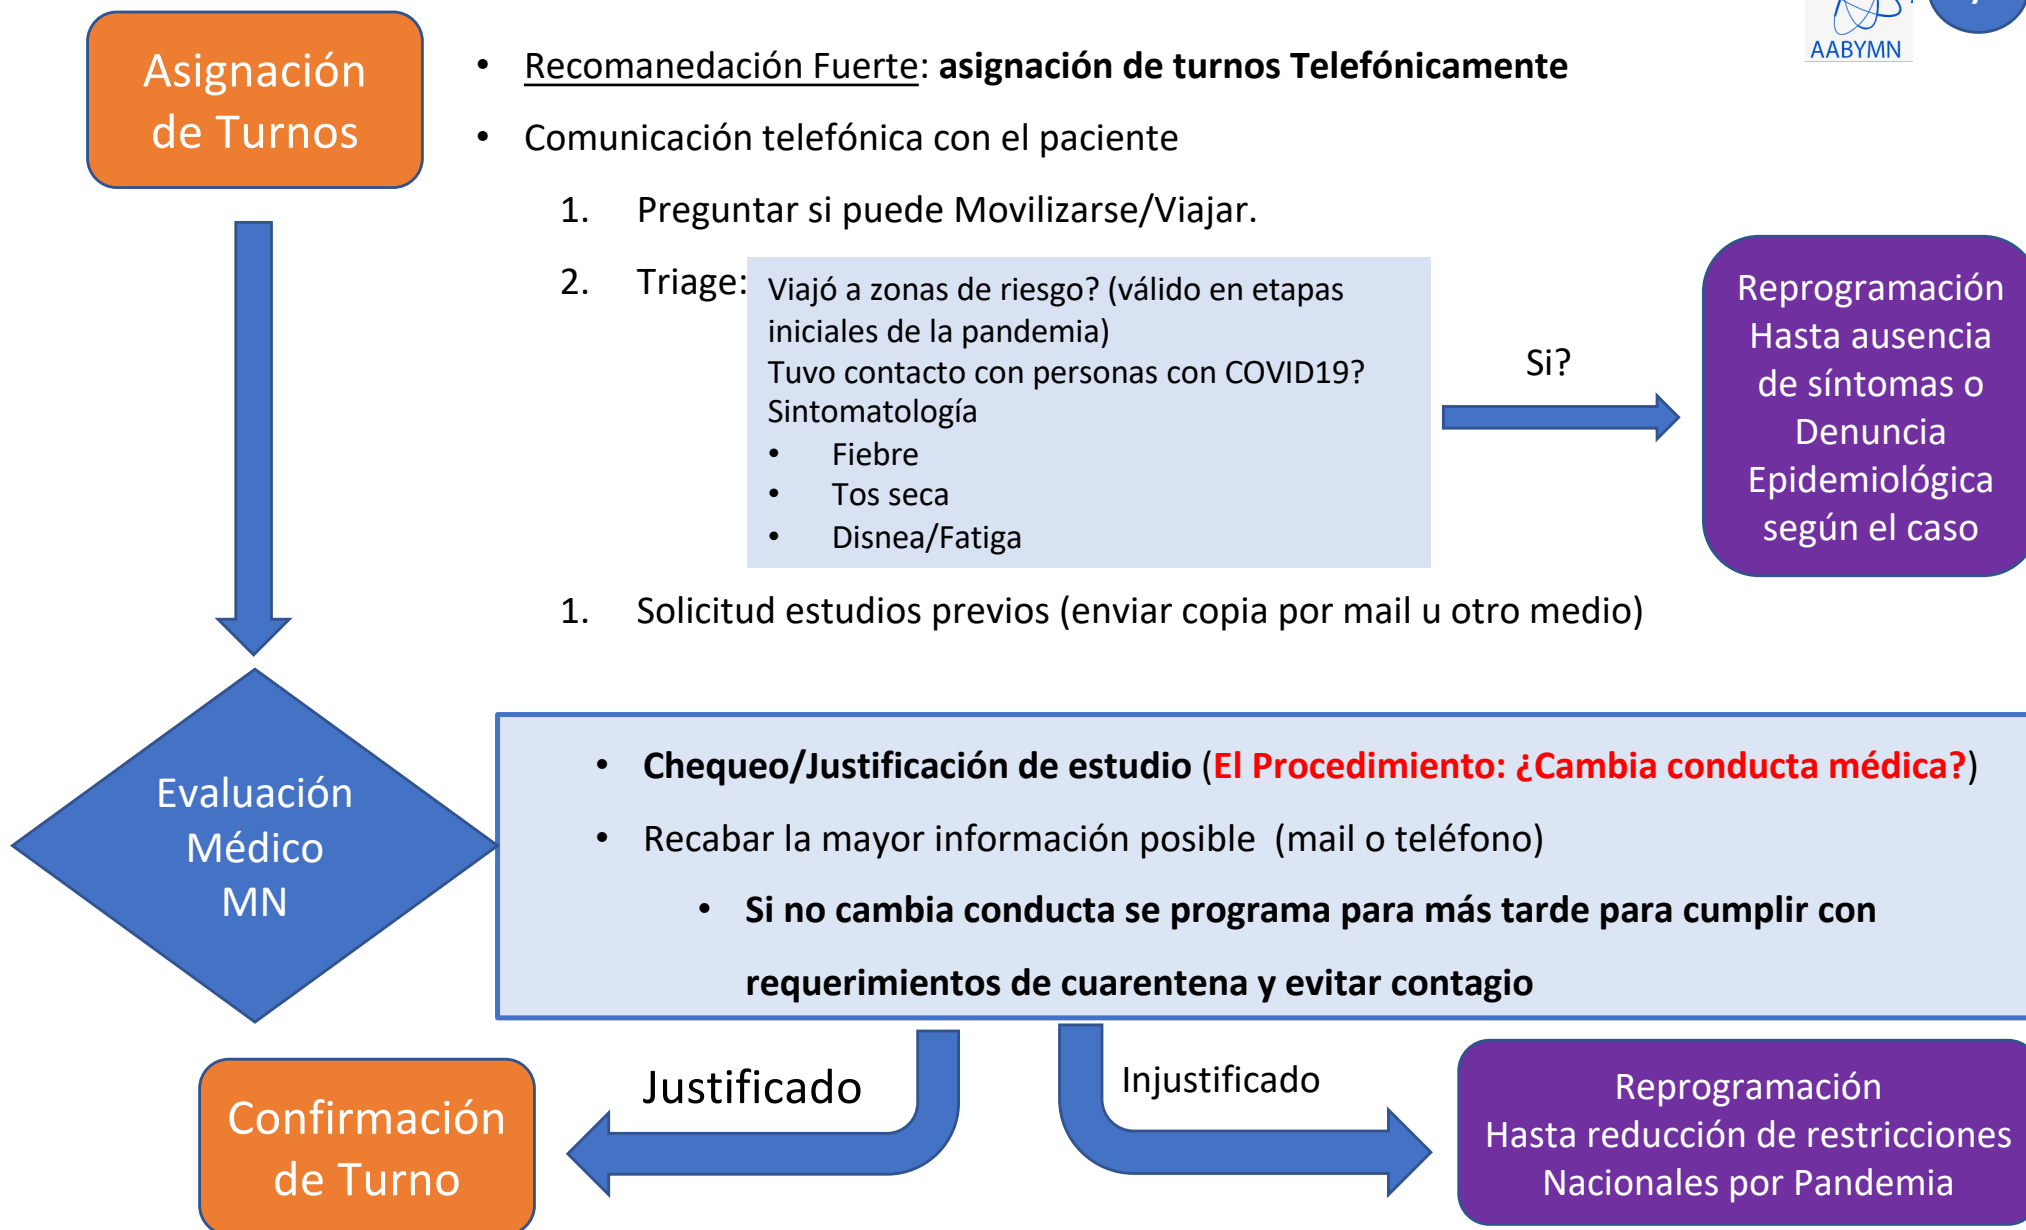 AABYMN
Asignación
de Turnos
• Recomanedación Fuerte: asignación de turnos Telefónicamente
• Comunicación telefónica con el paciente
1. Preguntar si puede Movilizarse/Viajar.
2. Triage:
Viajó a zonas de riesgo? (válido en etapas
iniciales de la pandemia)
Tuvo contacto con personas con COVID19?
Sintomatología
• Fiebre
• Tos seca
• Disnea/Fatiga
Si?
Reprogramación
Hasta ausencia
de síntomas o
Denuncia
Epidemiológica
según el caso
1. Solicitud estudios previos (enviar copia por mail u otro medio)
Evaluación
Médico
MN
• Chequeo/Justificación de estudio (El Procedimiento: ¿Cambia conducta médica?)
• Recabar la mayor información posible (mail o teléfono)
• Si no cambia conducta se programa para más tarde para cumplir con
requerimientos de cuarentena y evitar contagio
Justificado
Injustificado
Confirmación
de Turno
Reprogramación
Hasta reducción de restricciones
Nacionales por Pandemia